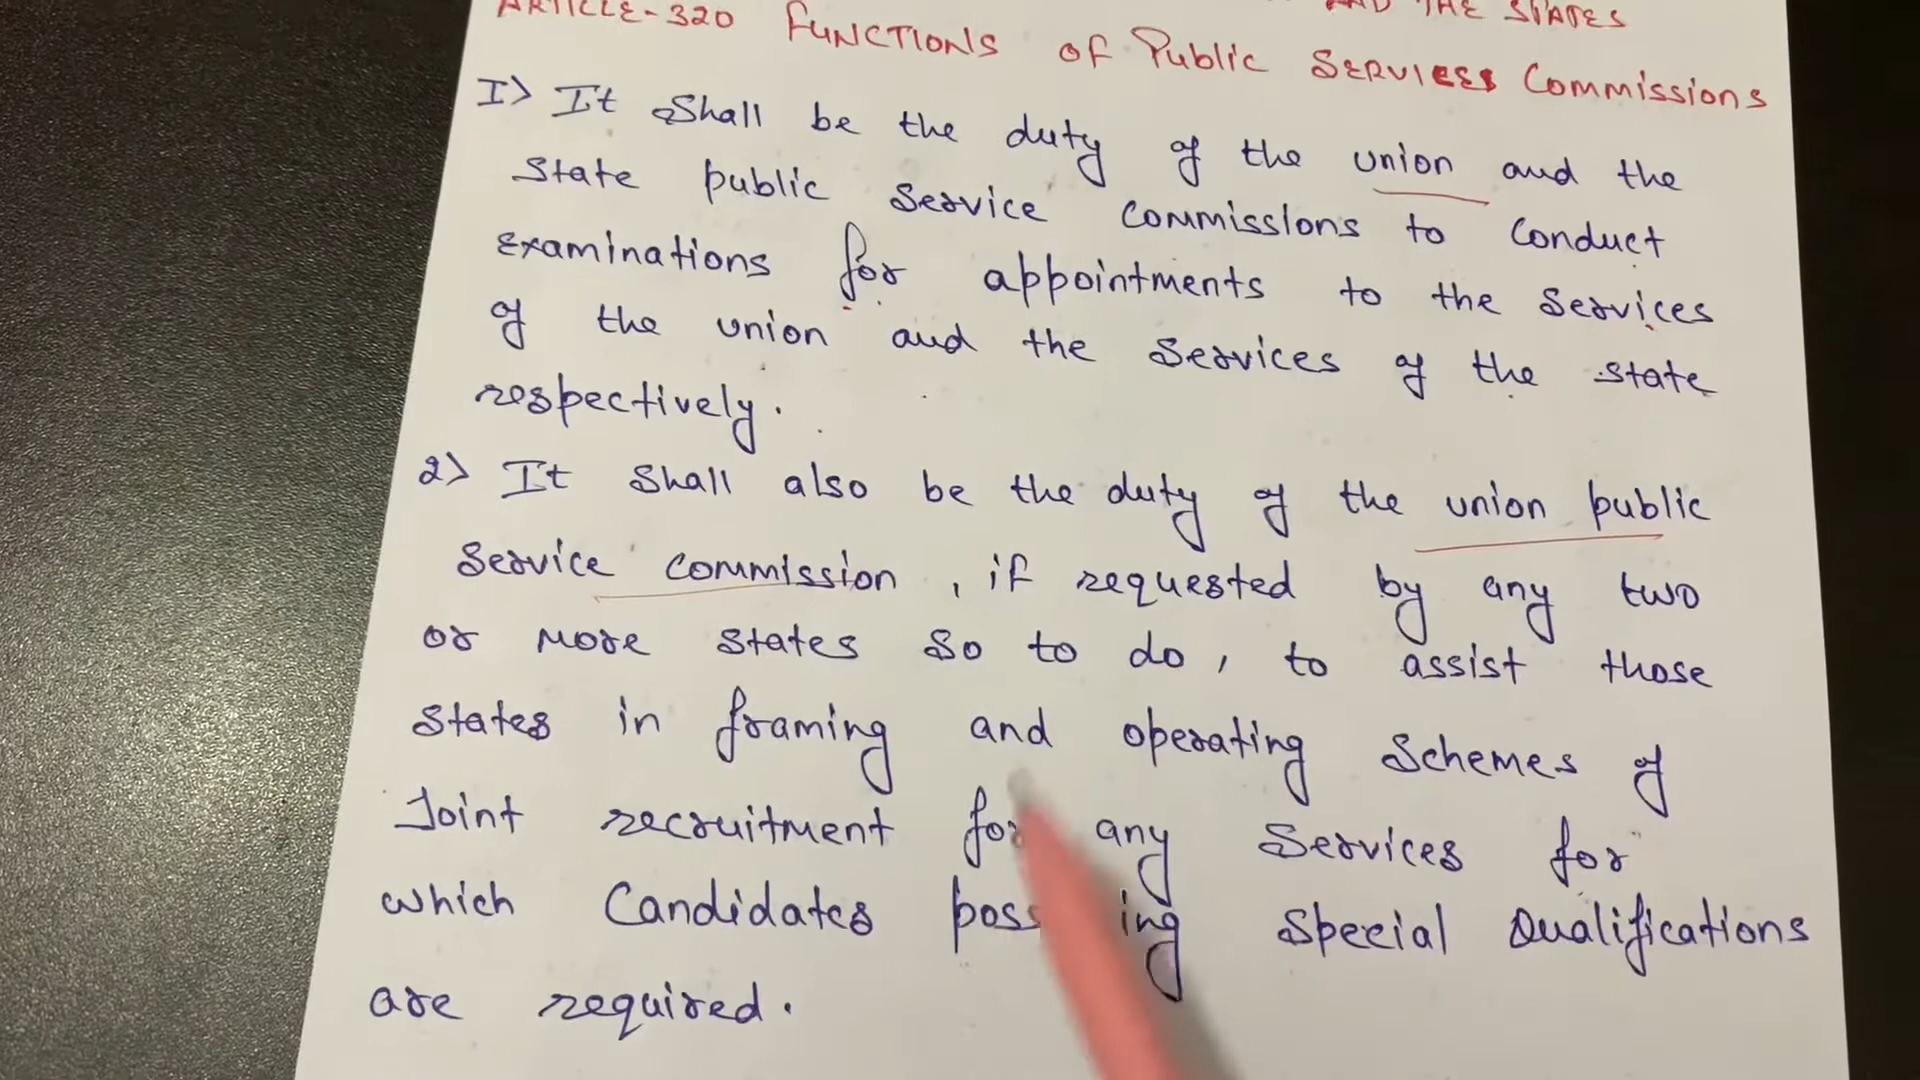 AND THE STATES
ARTICLE-320 FUNCTIONS OF Public SERVICES Commissions
I) It shall be the duty of the union and the
State public service commissions to conduct
examinations for appointments to the services
of the union and the services of the state
respectively.
2) It shall also be the duty of the union public
service commission, if requested by any two
or more states so to do, to assist those
states in framing and operating schemes of
Joint recruitment for any services for
which Candidates special Qualifications
are required.